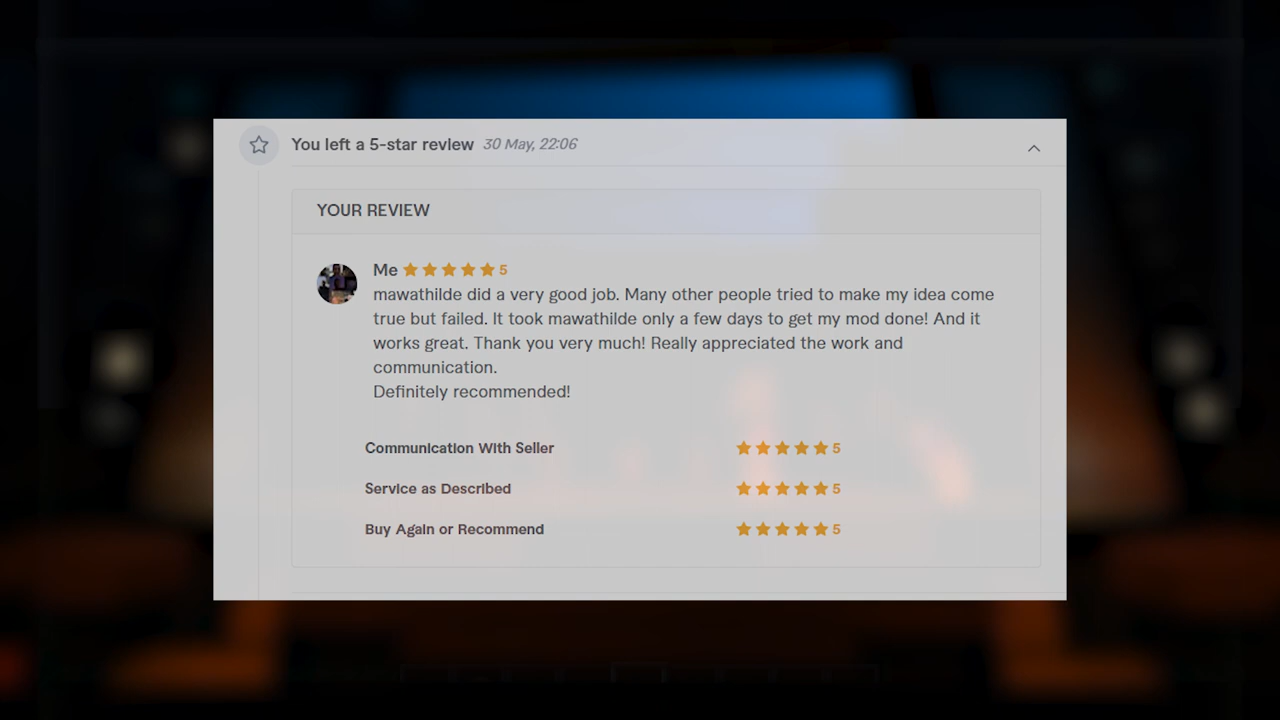 You left a 5-star review 30 May, 22:06
YOUR REVIEW
Me 5
mawathilde did a very good job. Many other people tried to make my idea come
true but failed. It took mawathilde only a few days to get my mod done! And it
works great. Thank you very much! Really appreciated the work and
communication.
Definitely recommended!
Communication With Seller 5
Service as Described 5
Buy Again or Recommend 5